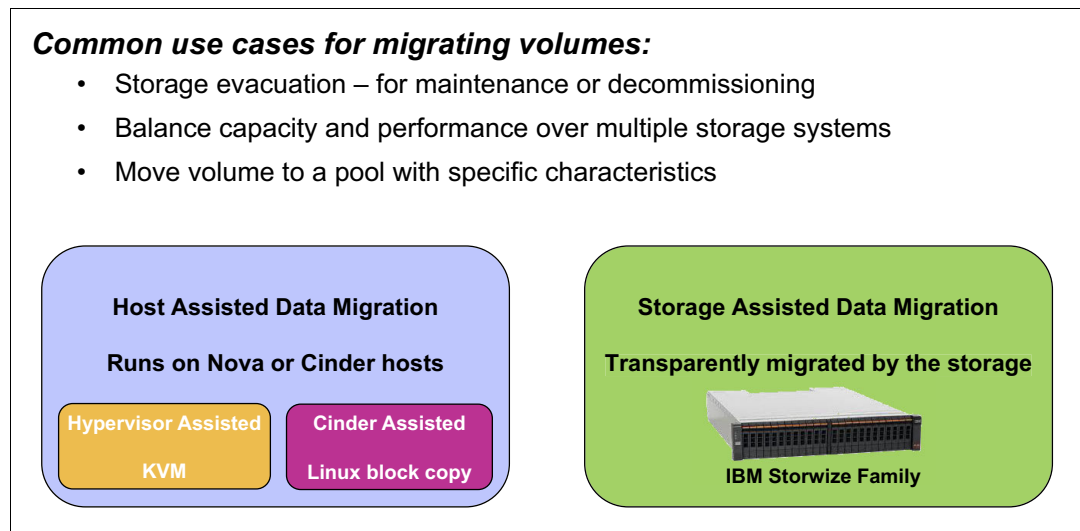 Common use cases for migrating volumes:
• Storage evacuation – for maintenance or decommissioning
• Balance capacity and performance over multiple storage systems
• Move volume to a pool with specific characteristics
Host Assisted Data Migration
Runs on Nova or Cinder hosts
Hypervisor Assisted
KVM
Cinder Assisted
Linux block copy
Storage Assisted Data Migration
Transparently migrated by the storage
IBM Storwize Family